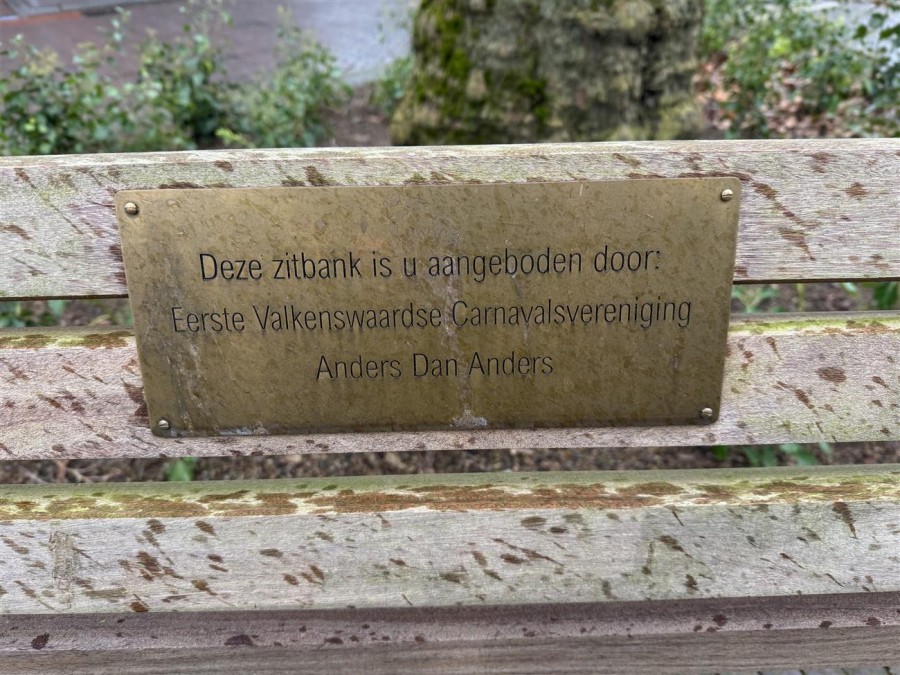 Deze zitbank is u aangeboden door:
Eerste Valkenswaardse Carnavalsvereniging
Anders Dan Anders